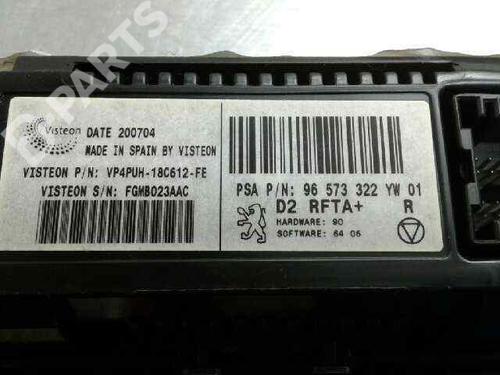 B-PARTS
Visteon
DATE 200704
MADE IN SPAIN BY VISTEON
VISTEON P/N: VP4PUH-18C612-FE
VISTEON S/N: FGMB023AAC
PSA P/N: 96 573 322 YW 01
D2 RFTA+ R
HARDWARE: 90
SOFTWARE: 64 06